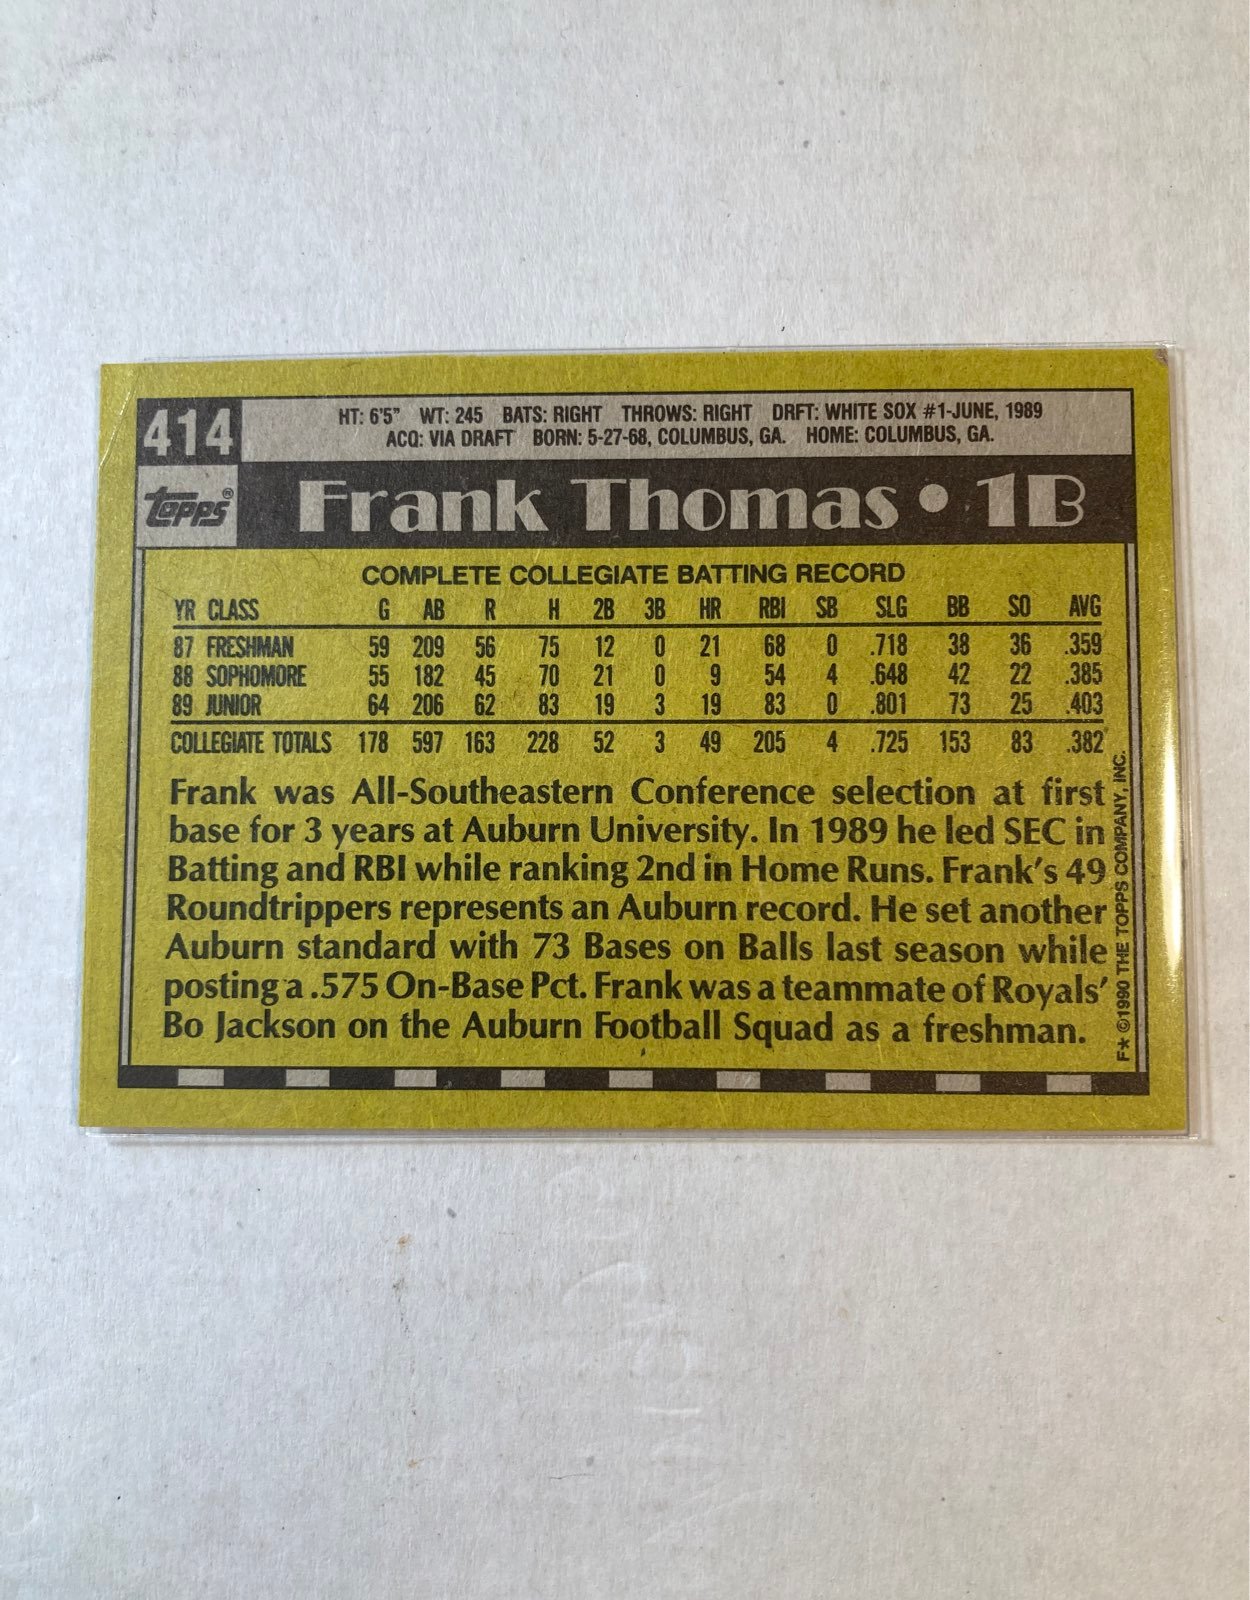 414
HT: 6'5" WT: 245 BATS: RIGHT THROWS: RIGHT DRFT: WHITE SOX #1-JUNE, 1989
ACQ: VIA DRAFT BORN: 5-27-68, COLUMBUS, GA. HOME: COLUMBUS, GA.
topps®
Frank Thomas • 1B
COMPLETE COLLEGIATE BATTING RECORD
YR CLASS G AB R H 2B 3B HR RBI SB SLG BB SO AVG
87 FRESHMAN 59 209 56 75 12 0 21 68 0 .718 38 36 .359
88 SOPHOMORE 55 182 45 70 21 0 9 54 4 .648 42 22 .385
89 JUNIOR 64 206 62 83 19 3 19 83 0 .801 73 25 .403
COLLEGIATE TOTALS 178 597 163 228 52 3 49 205 4 .725 153 83 .382
Frank was All-Southeastern Conference selection at first
base for 3 years at Auburn University. In 1989 he led SEC in
Batting and RBI while ranking 2nd in Home Runs. Frank's 49
Roundtrippers represents an Auburn record. He set another
Auburn standard with 73 Bases on Balls last season while
posting a .575 On-Base Pct. Frank was a teammate of Royals'
Bo Jackson on the Auburn Football Squad as a freshman.
F★ ©1990 THE TOPPS COMPANY, INC.